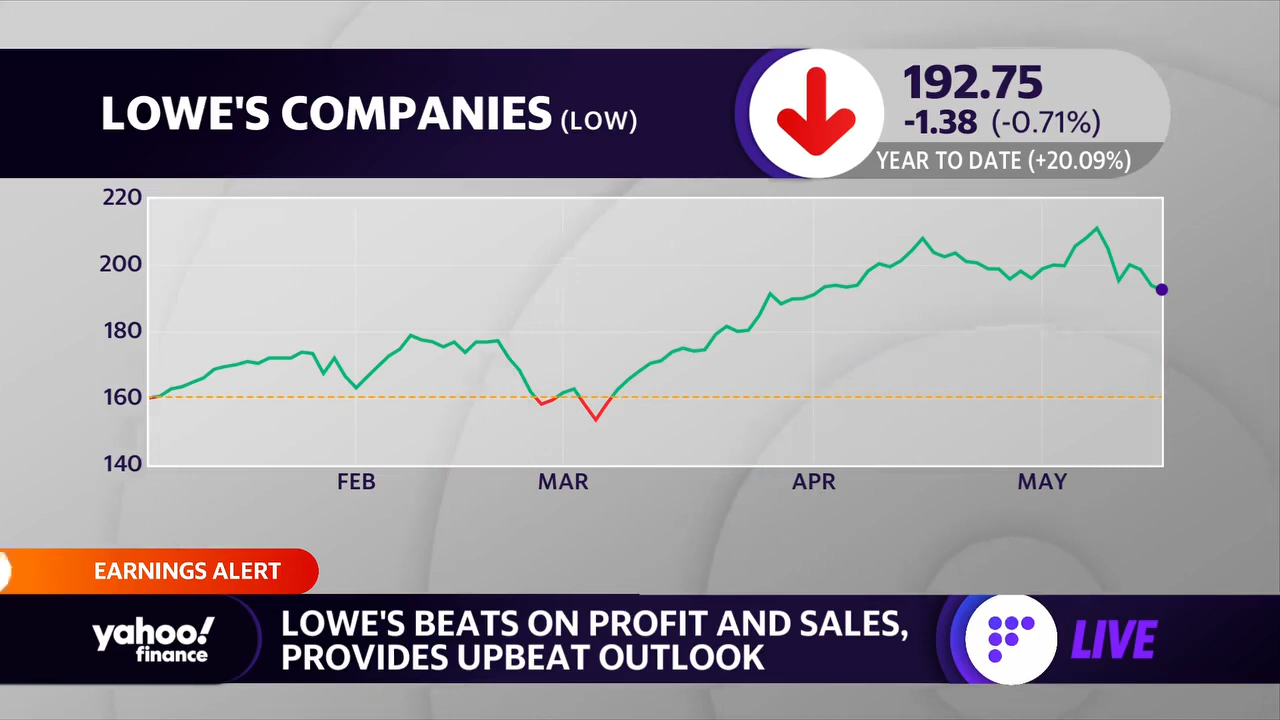 LOWE'S COMPANIES (LOW)
192.75
-1.38 (-0.71%)
YEAR TO DATE (+20.09%)
220
200
180
160
140
FEB MAR APR MAY
EARNINGS ALERT
yahoo!
finance
LOWE'S BEATS ON PROFIT AND SALES,
PROVIDES UPBEAT OUTLOOK
LIVE